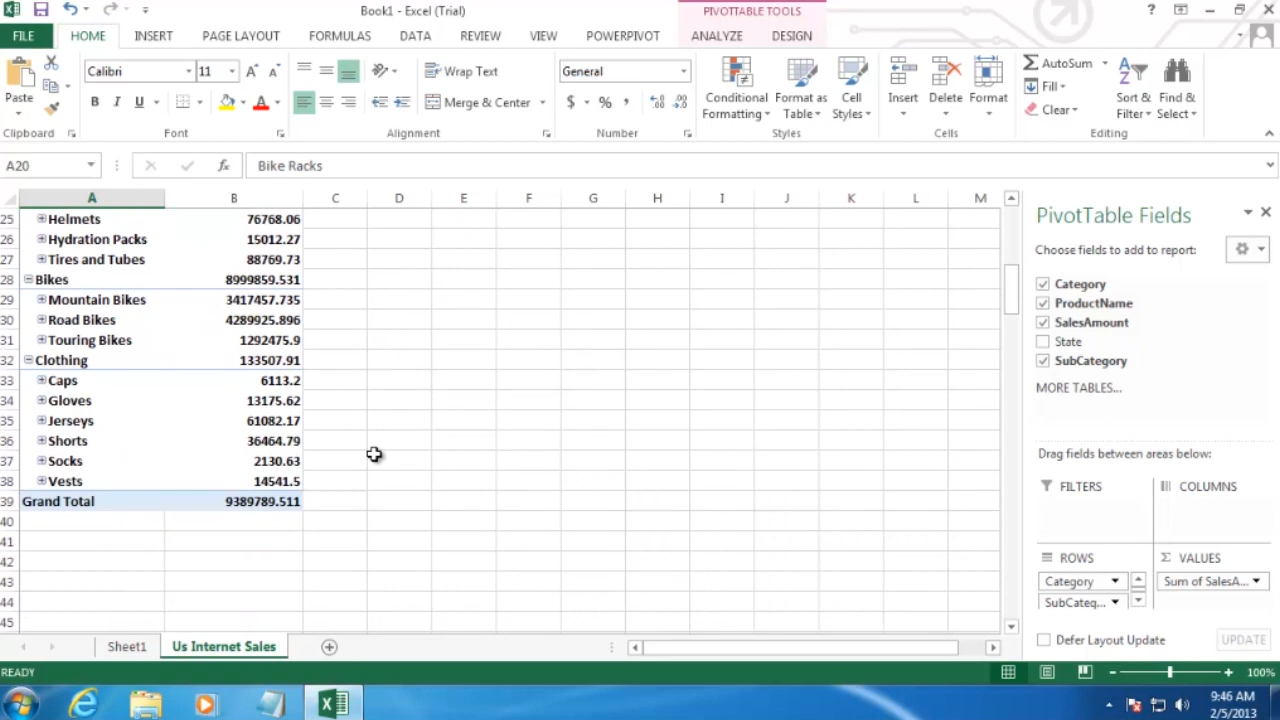 Book1 - Excel (Trial)
PIVOTTABLE TOOLS
?
FILE HOME INSERT PAGE LAYOUT FORMULAS DATA REVIEW VIEW POWERPIVOT ANALYZE DESIGN
Paste
Calibri 11
B I U
Wrap Text
Merge & Center
General
$ % ,
Conditional Formatting
Format as Table
Cell Styles
Insert Delete Format
AutoSum
Fill
Clear
Sort & Filter
Find & Select
Clipboard Font Alignment Number Styles Cells Editing
A20 fx Bike Racks
A B C D E F G H I J K L M
25 Helmets 76768.06
26 Hydration Packs 15012.27
27 Tires and Tubes 88769.73
28 Bikes 8999859.531
29 Mountain Bikes 3417457.735
30 Road Bikes 4289925.896
31 Touring Bikes 1292475.9
32 Clothing 133507.91
33 Caps 6113.2
34 Gloves 13175.62
35 Jerseys 61082.17
36 Shorts 36464.79
37 Socks 2130.63
38 Vests 14541.5
39 Grand Total 9389789.511
40
41
42
43
44
45
PivotTable Fields
Choose fields to add to report:
Category
ProductName
SalesAmount
State
SubCategory
MORE TABLES...
Drag fields between areas below:
FILTERS COLUMNS
ROWS Σ VALUES
Category Sum of SalesA...
SubCateg...
Defer Layout Update UPDATE
Sheet1 Us Internet Sales
READY 100%
9:46 AM
2/5/2013